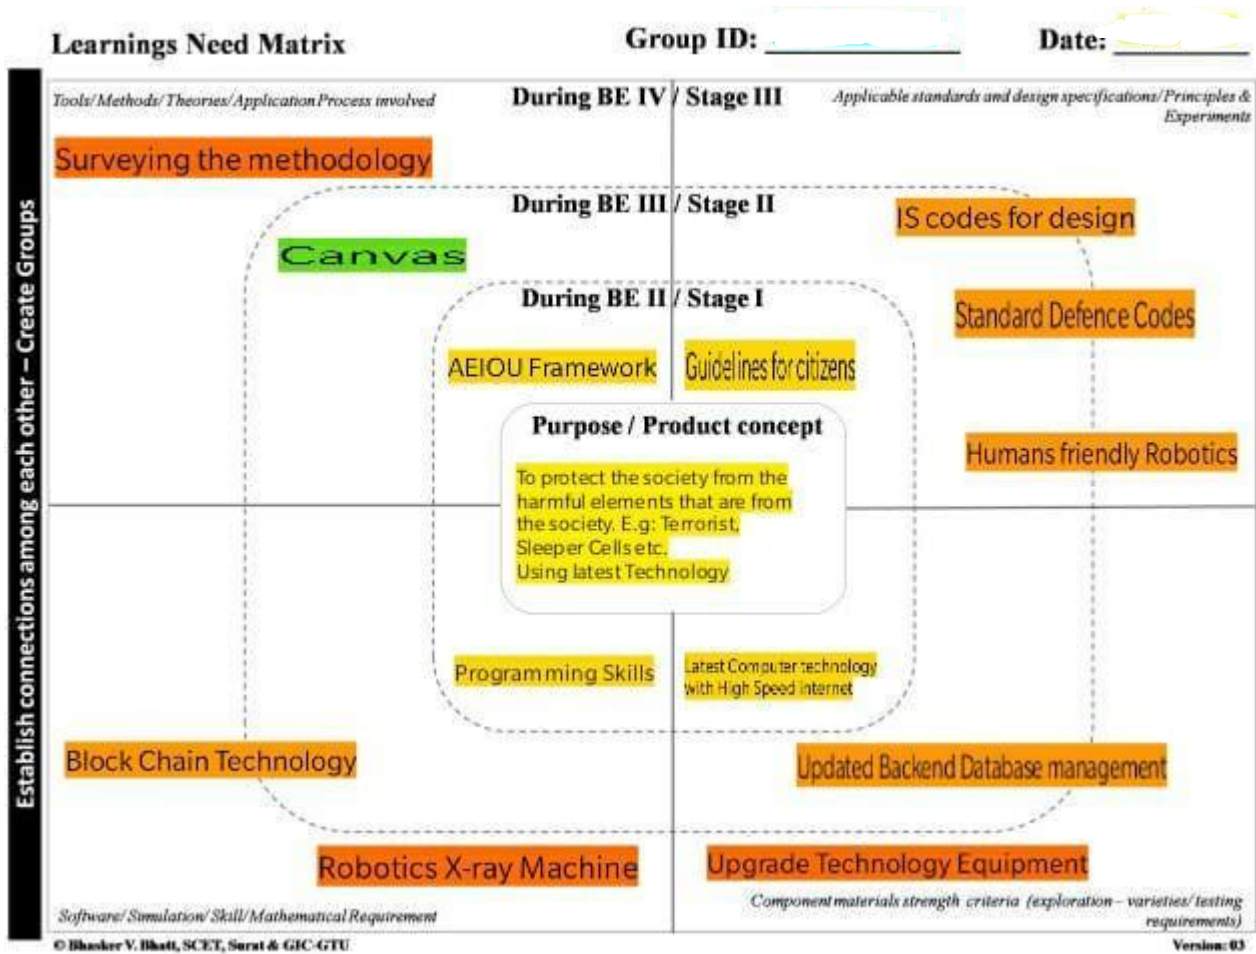 Learnings Need Matrix
Group ID:
Date:
Establish connections among each other – Create Groups
Tools/Methods/Theories/Application Process involved
During BE IV / Stage III
Applicable standards and design specifications/Principles &
Experiments
Surveying the methodology
During BE III / Stage II
IS codes for design
Canvas
During BE II / Stage I
Standard Defence Codes
AEIOU Framework
Guidelines for citizens
Purpose / Product concept
Humans friendly Robotics
To protect the society from the
harmful elements that are from
the society. E.g: Terrorist,
Sleeper Cells etc.
Using latest Technology
Programming Skills
Latest Computer technology
with High Speed internet
Block Chain Technology
Updated Backend Database management
Robotics X-ray Machine
Upgrade Technology Equipment
Software/Simulation/Skill/Mathematical Requirement
Component materials strength criteria (exploration – varieties/testing
requirements)
© Bhasker V. Bhatt, SCET, Surat & GIC-GTU
Version: 03